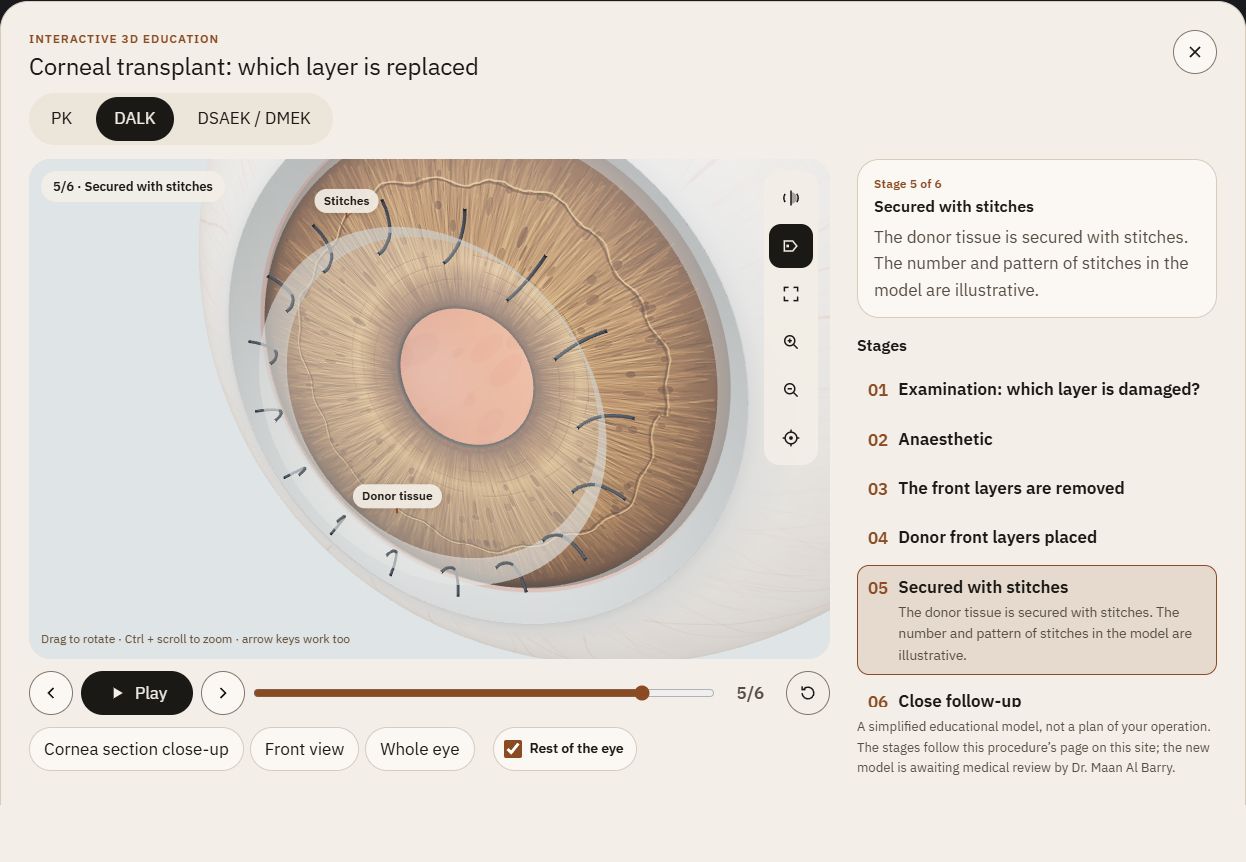 INTERACTIVE 3D EDUCATION
Corneal transplant: which layer is replaced
PK
DALK
DSAEK / DMEK
5/6 · Secured with stitches
Stitches
Donor tissue
Drag to rotate · Ctrl + scroll to zoom · arrow keys work too
Play
5/6
Cornea section close-up
Front view
Whole eye
Rest of the eye
Stage 5 of 6
Secured with stitches
The donor tissue is secured with stitches.
The number and pattern of stitches in the
model are illustrative.
Stages
01 Examination: which layer is damaged?
02 Anaesthetic
03 The front layers are removed
04 Donor front layers placed
05 Secured with stitches
The donor tissue is secured with stitches. The
number and pattern of stitches in the model are
illustrative.
06 Close follow-up
A simplified educational model, not a plan of your operation.
The stages follow this procedure’s page on this site; the new
model is awaiting medical review by Dr. Maan Al Barry.